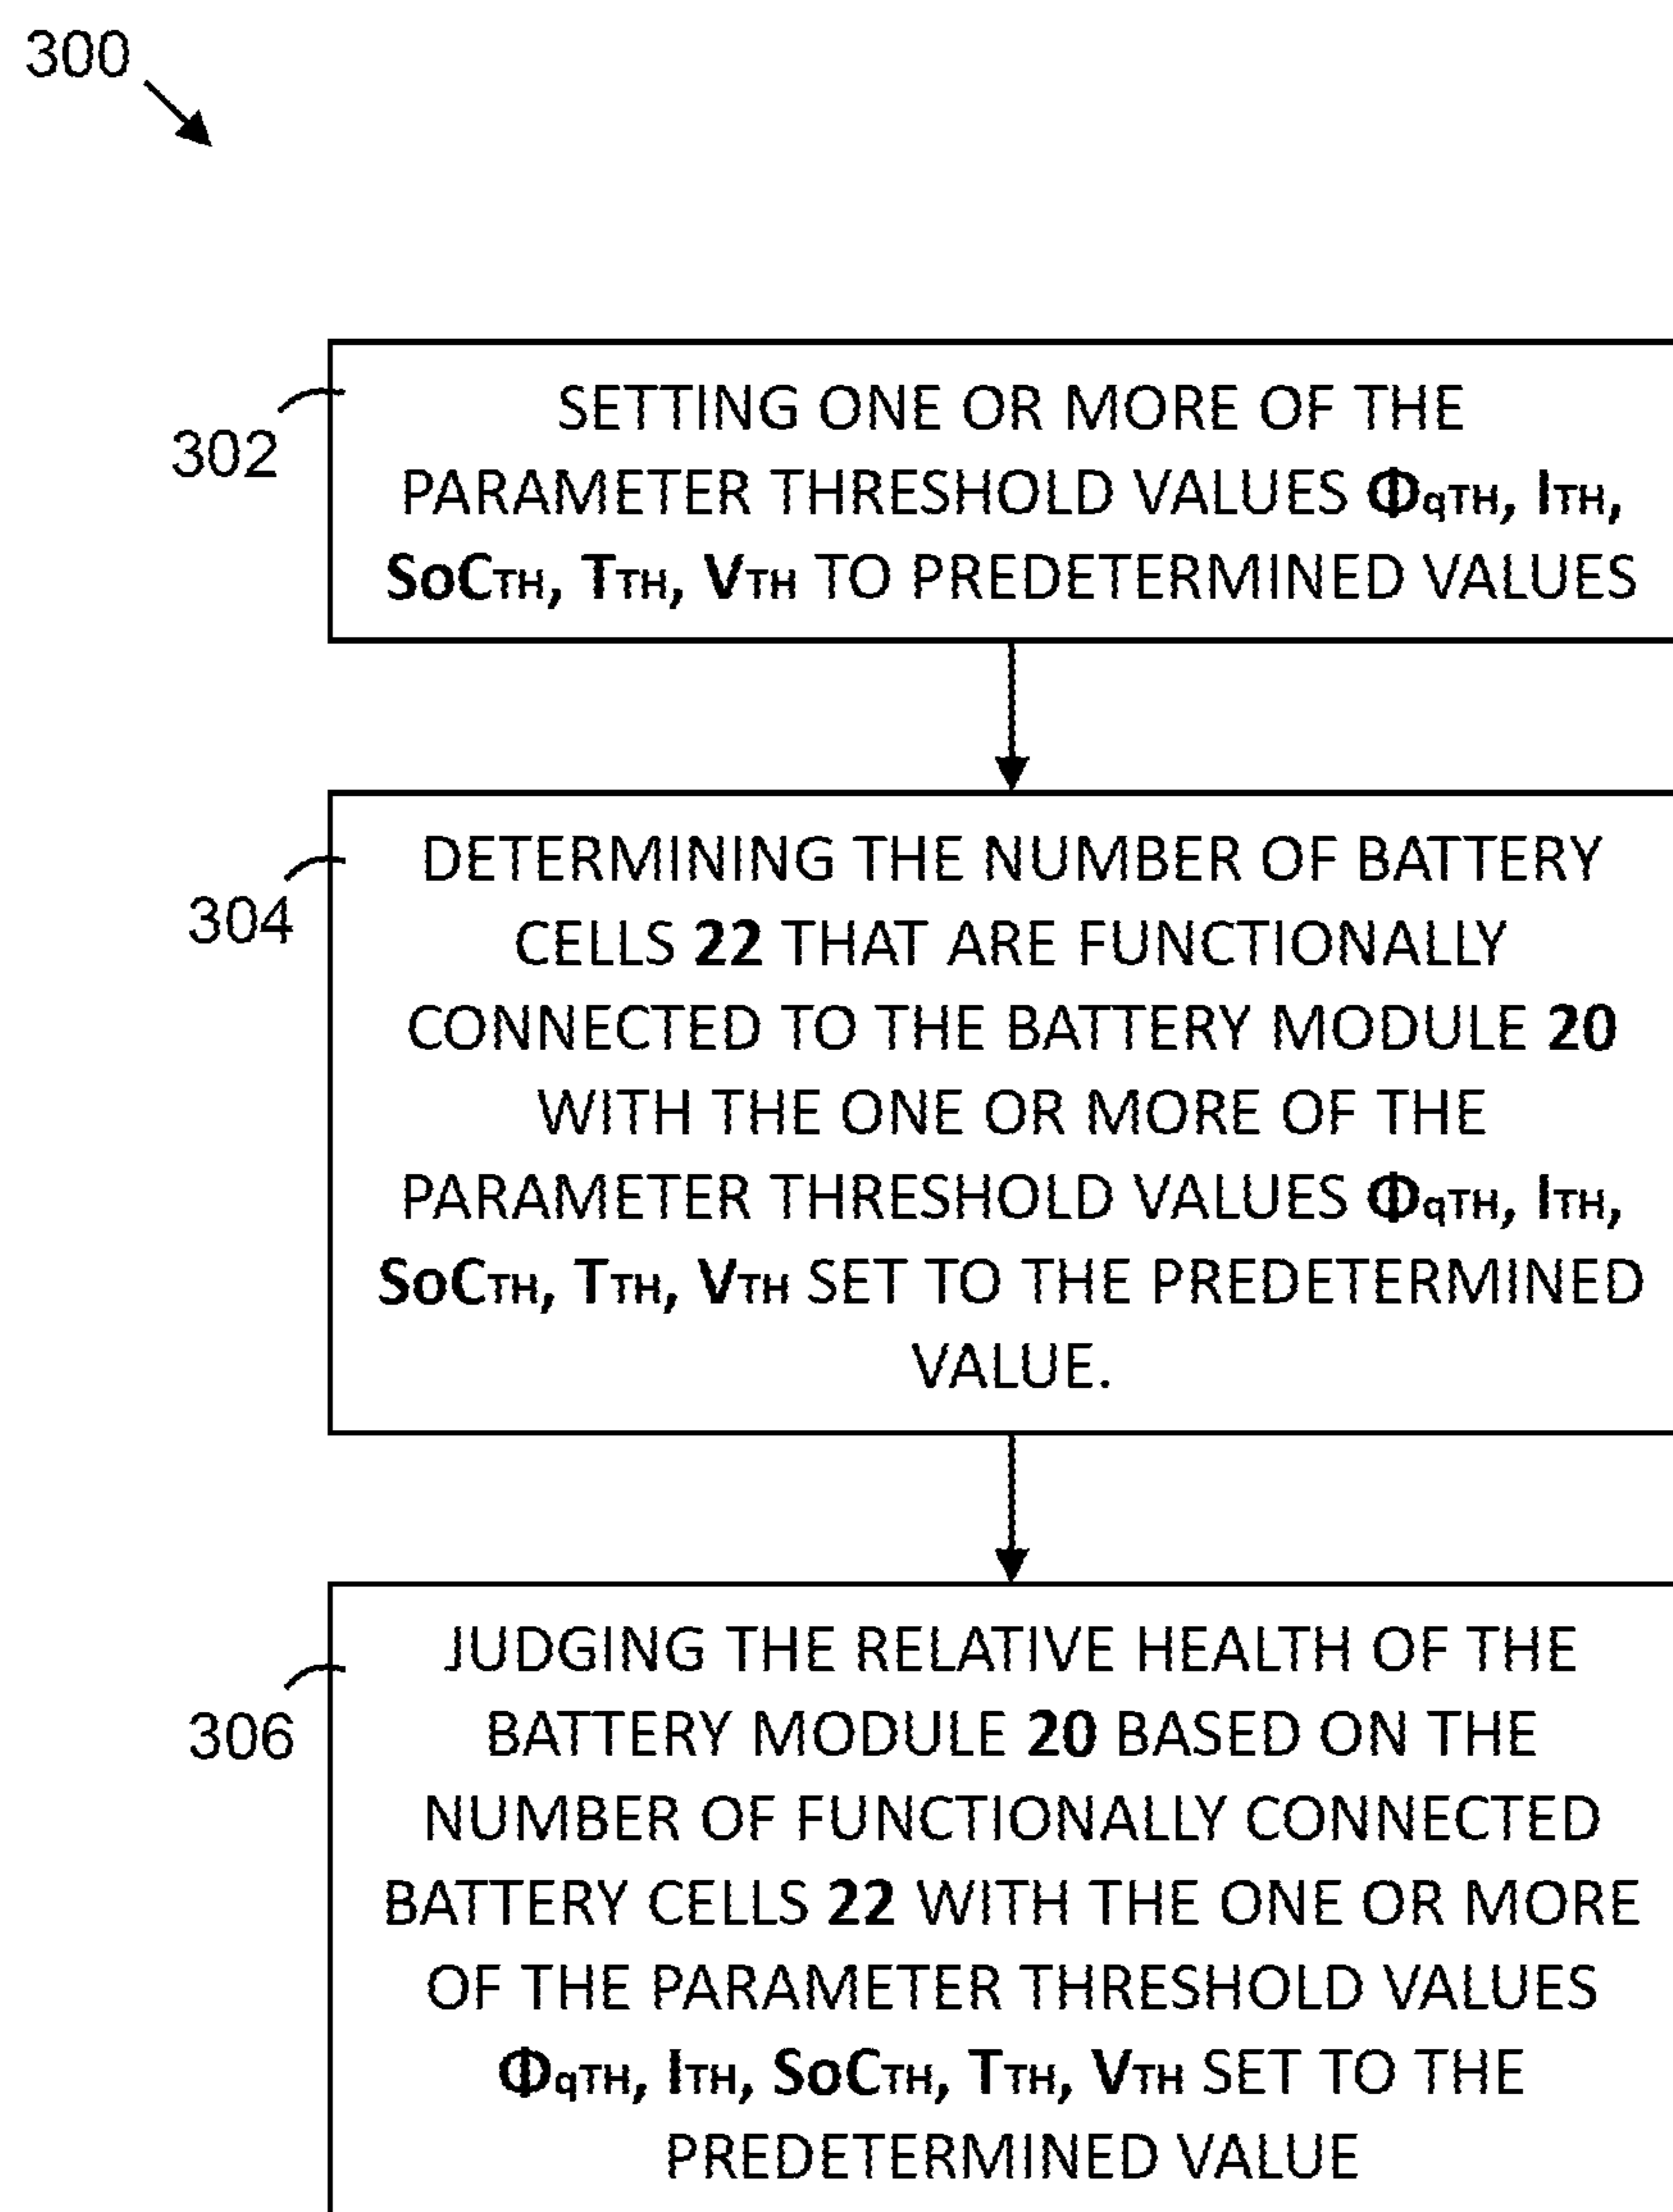 300
302
SETTING ONE OR MORE OF THE
PARAMETER THRESHOLD VALUES ΦqTH, ITH,
SoCTH, TTH, VTH TO PREDETERMINED VALUES
304
DETERMINING THE NUMBER OF BATTERY
CELLS 22 THAT ARE FUNCTIONALLY
CONNECTED TO THE BATTERY MODULE 20
WITH THE ONE OR MORE OF THE
PARAMETER THRESHOLD VALUES ΦqTH, ITH,
SoCTH, TTH, VTH SET TO THE PREDETERMINED
VALUE.
306
JUDGING THE RELATIVE HEALTH OF THE
BATTERY MODULE 20 BASED ON THE
NUMBER OF FUNCTIONALLY CONNECTED
BATTERY CELLS 22 WITH THE ONE OR MORE
OF THE PARAMETER THRESHOLD VALUES
ΦqTH, ITH, SoCTH, TTH, VTH SET TO THE
PREDETERMINED VALUE